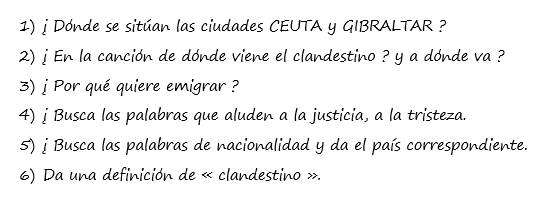 1) ¡ Dónde se sitúan las ciudades CEUTA y GIBRALTAR ?
2) ¡ En la canción de dónde viene el clandestino ? y a dónde va ?
3) ¡ Por qué quiere emigrar ?
4) ¡ Busca las palabras que aluden a la justicia, a la tristeza.
5) ¡ Busca las palabras de nacionalidad y da el país correspondiente.
6) Da una definición de « clandestino ».